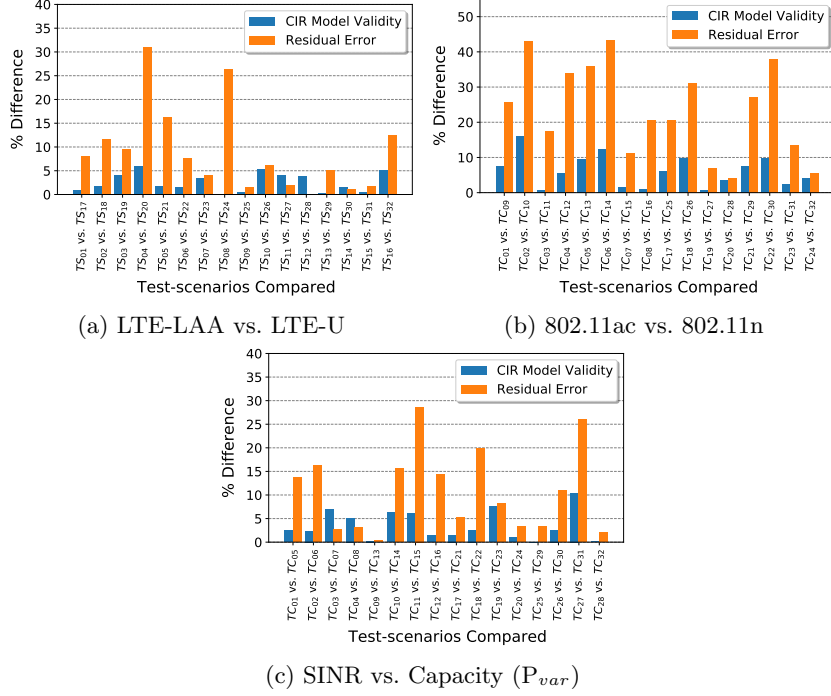 40
35
30
25
20
15
10
5
0
% Difference
CIR Model Validity
Residual Error
TS01 vs. TS17
TS02 vs. TS18
TS03 vs. TS19
TS04 vs. TS20
TS05 vs. TS21
TS06 vs. TS22
TS07 vs. TS23
TS08 vs. TS24
TS09 vs. TS25
TS10 vs. TS26
TS11 vs. TS27
TS12 vs. TS28
TS13 vs. TS29
TS14 vs. TS30
TS15 vs. TS31
TS16 vs. TS32
Test-scenarios Compared
(a) LTE-LAA vs. LTE-U
50
40
30
20
10
0
% Difference
CIR Model Validity
Residual Error
TC01 vs. TC09
TC02 vs. TC10
TC03 vs. TC11
TC04 vs. TC12
TC05 vs. TC13
TC06 vs. TC14
TC07 vs. TC15
TC08 vs. TC16
TC17 vs. TC25
TC18 vs. TC26
TC19 vs. TC27
TC20 vs. TC28
TC21 vs. TC29
TC22 vs. TC30
TC23 vs. TC31
TC24 vs. TC32
Test-scenarios Compared
(b) 802.11ac vs. 802.11n
40
35
30
25
20
15
10
5
0
% Difference
CIR Model Validity
Residual Error
TC01 vs. TC05
TC02 vs. TC06
TC03 vs. TC07
TC04 vs. TC08
TC09 vs. TC13
TC10 vs. TC14
TC11 vs. TC15
TC12 vs. TC16
TC17 vs. TC21
TC18 vs. TC22
TC19 vs. TC23
TC20 vs. TC24
TC25 vs. TC29
TC26 vs. TC30
TC27 vs. TC31
TC28 vs. TC32
Test-scenarios Compared
(c) SINR vs. Capacity (Pvar)